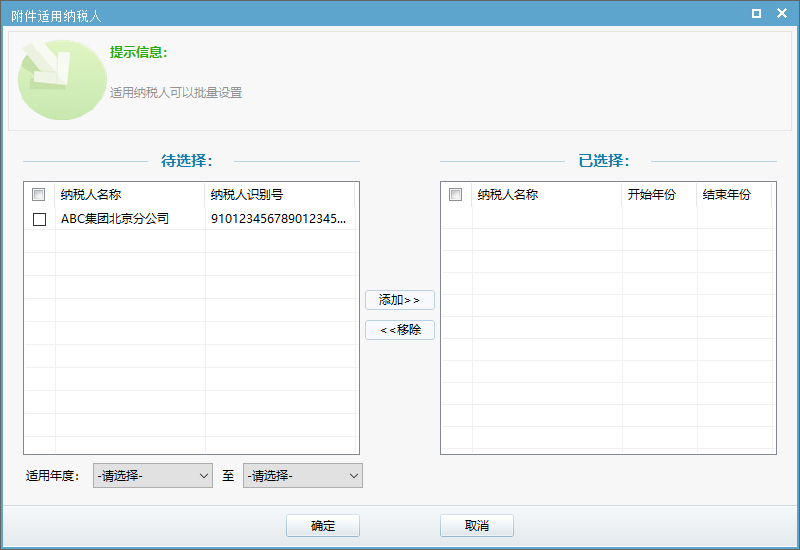 附件适用纳税人
提示信息：
适用纳税人可以批量设置
待选择：
已选择：
纳税人名称 纳税人识别号
ABC集团北京分公司 910123456789012345...
纳税人名称 开始年份 结束年份
添加>>
<<移除
适用年度： -请选择- 至 -请选择-
确定 取消